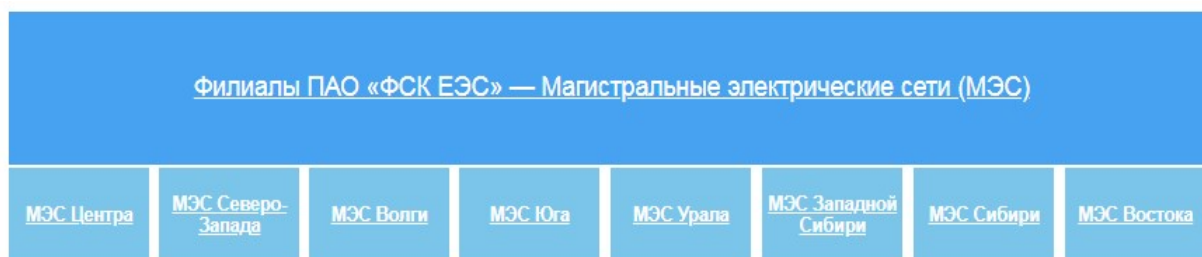 Филиалы ПАО «ФСК ЕЭС» — Магистральные электрические сети (МЭС)
МЭС Центра
МЭС Северо-
Запада
МЭС Волги
МЭС Юга
МЭС Урала
МЭС Западной
Сибири
МЭС Сибири
МЭС Востока